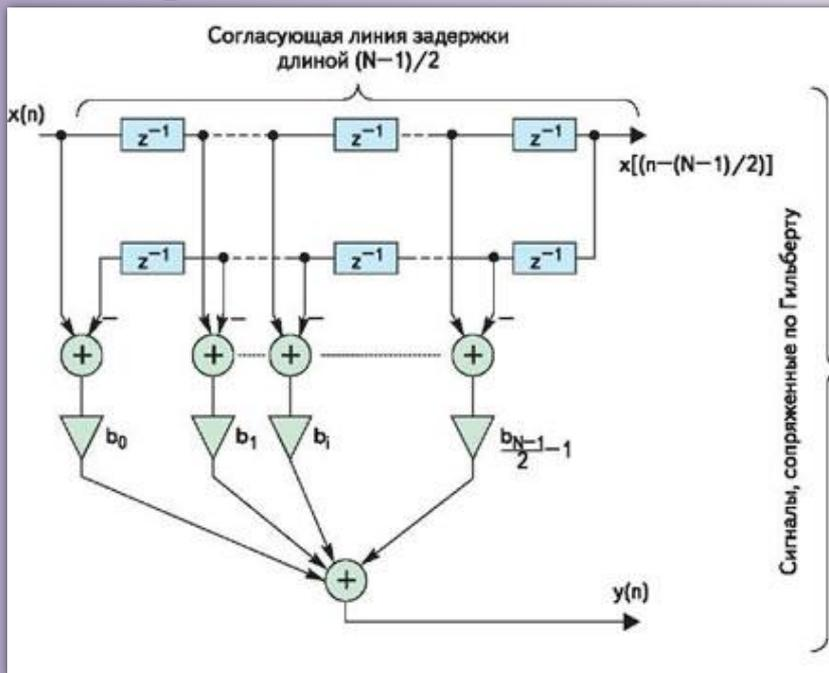 Согласующая линия задержки
длиной (N−1)/2
x(n)
z⁻¹
z⁻¹
z⁻¹
x[(n−(N−1)/2)]
z⁻¹
z⁻¹
z⁻¹
−
−
−
−
+
+
+
+
b₀
b₁
bᵢ
b N−1
2 −1
+
y(n)
Сигналы, сопряженные по Гильберту